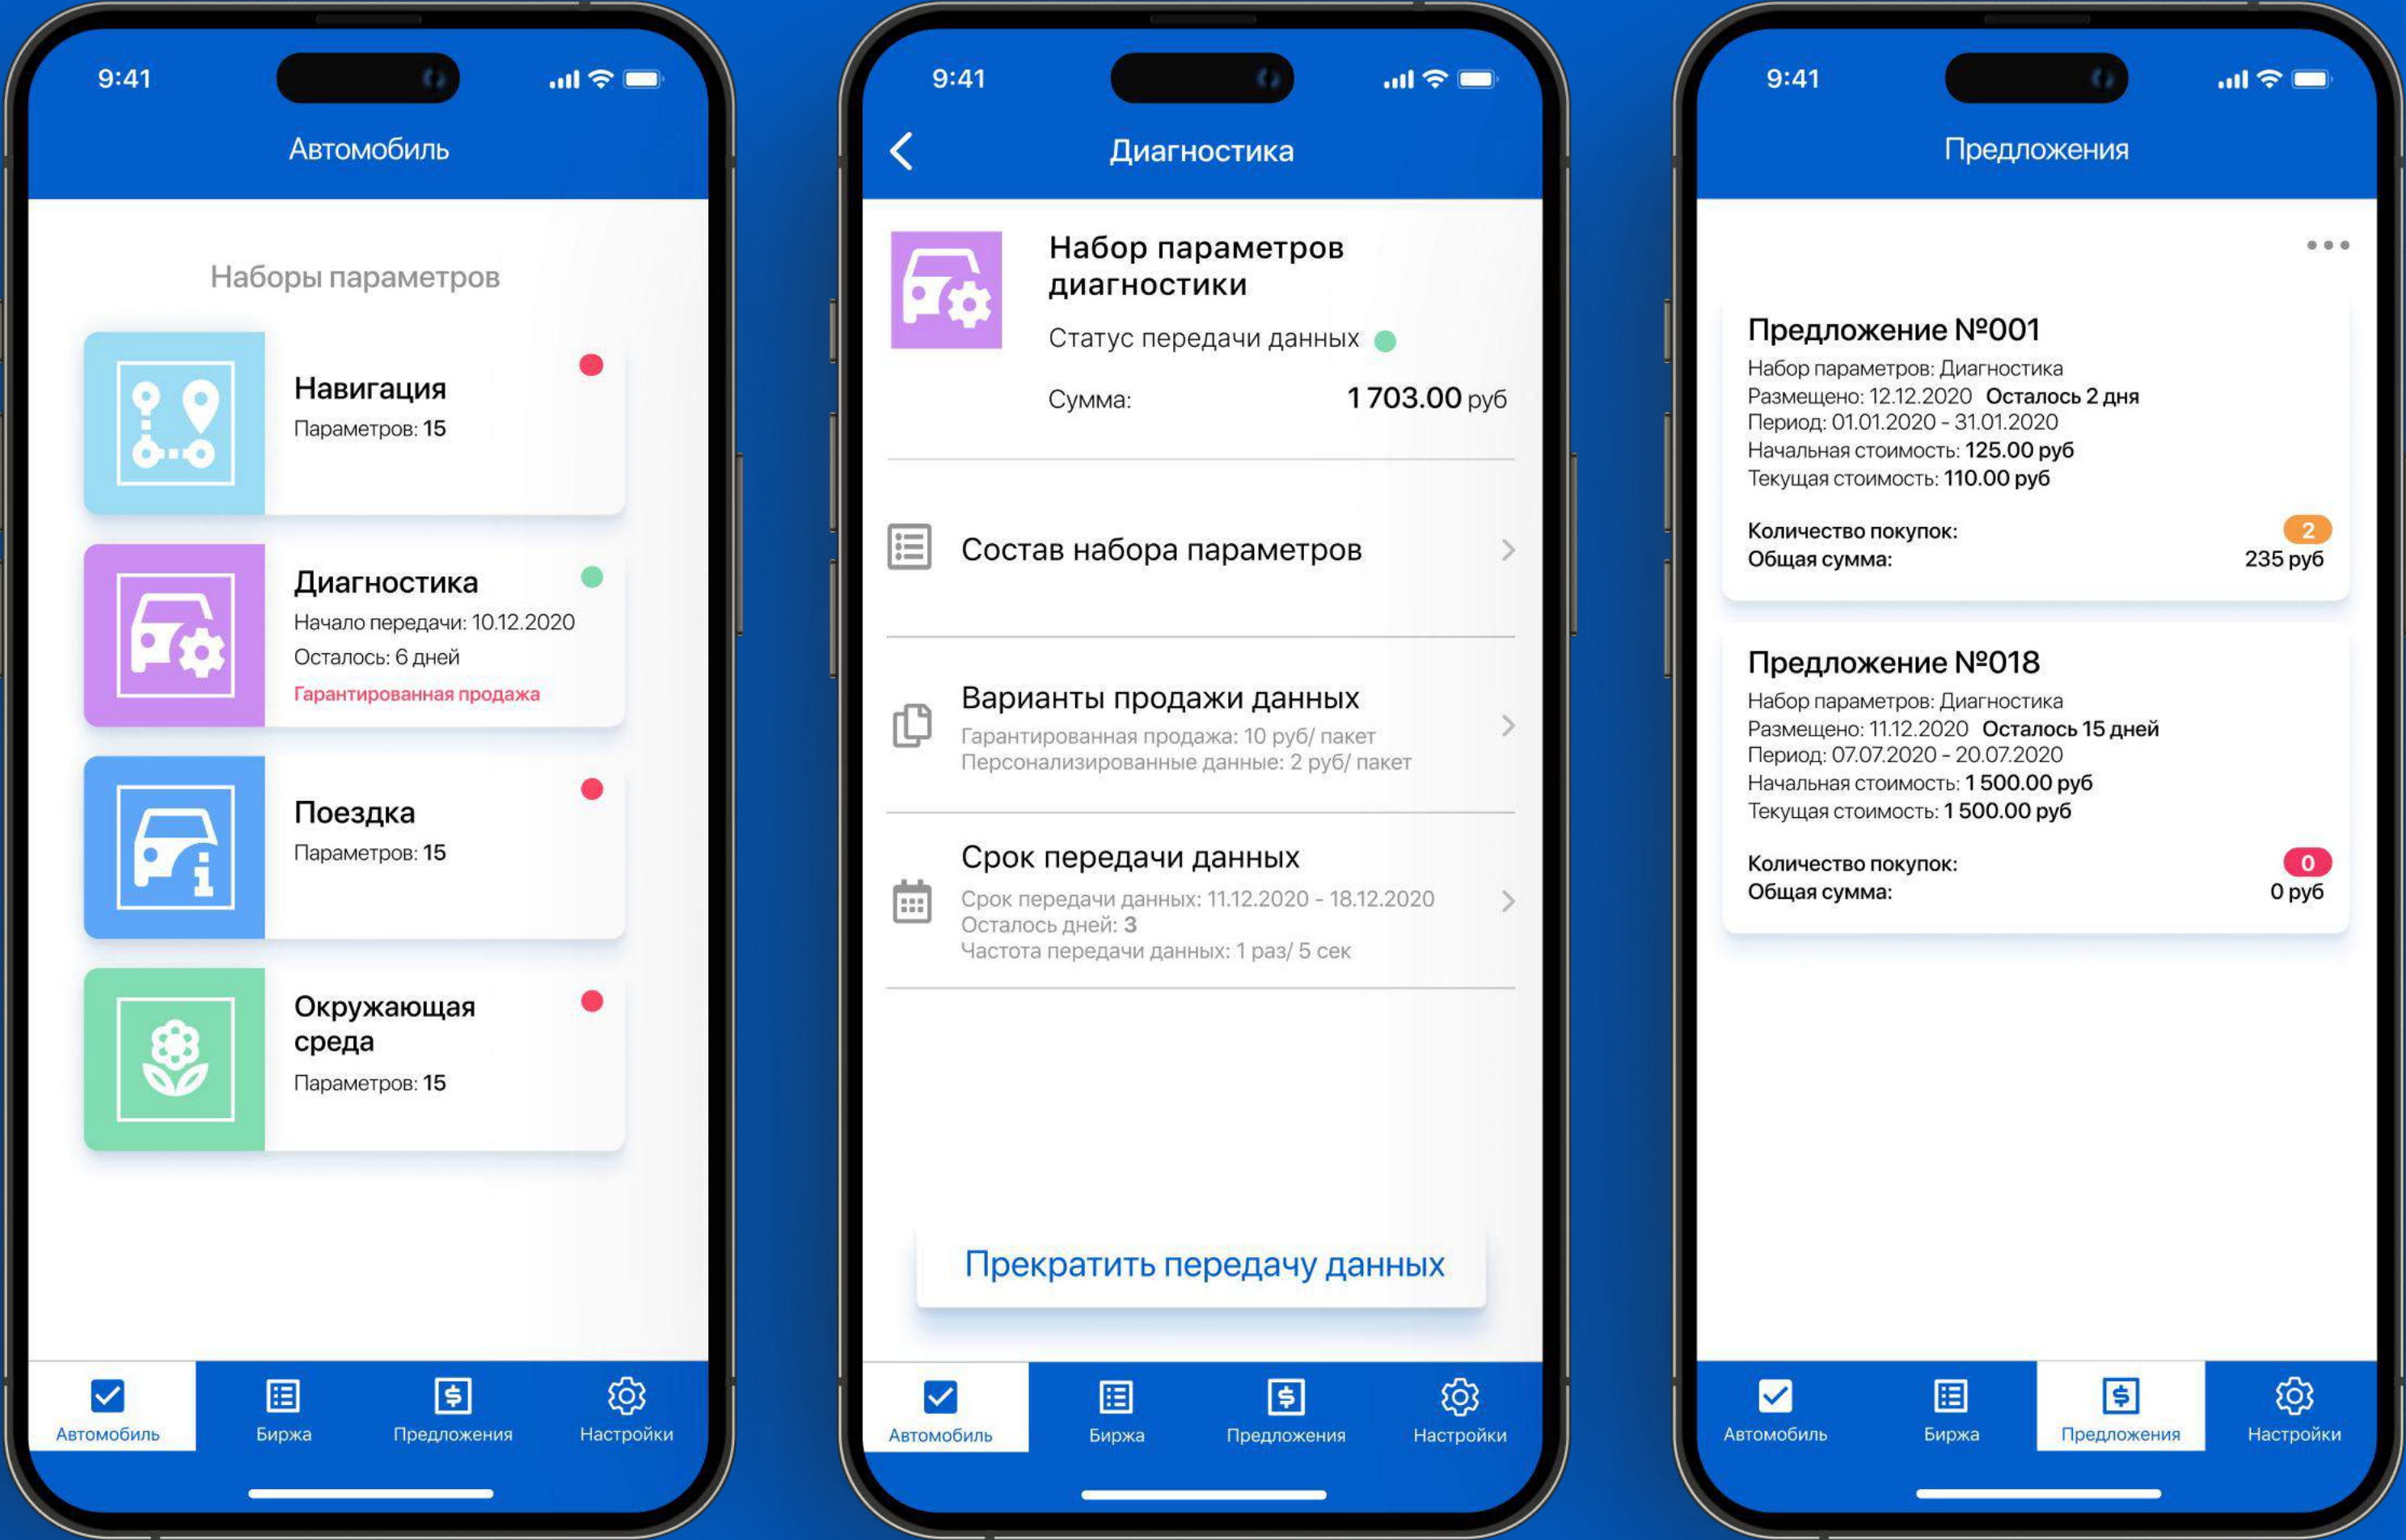 9:41
Автомобиль
Наборы параметров
Навигация
Параметров: 15
Диагностика
Начало передачи: 10.12.2020
Осталось: 6 дней
Гарантированная продажа
Поездка
Параметров: 15
Окружающая
среда
Параметров: 15
Автомобиль
Биржа
Предложения
Настройки
9:41
Диагностика
Набор параметров
диагностики
Статус передачи данных
Сумма: 1 703.00 руб
Состав набора параметров
Варианты продажи данных
Гарантированная продажа: 10 руб/ пакет
Персонализированные данные: 2 руб/ пакет
Срок передачи данных
Срок передачи данных: 11.12.2020 - 18.12.2020
Осталось дней: 3
Частота передачи данных: 1 раз/ 5 сек
Прекратить передачу данных
Автомобиль
Биржа
Предложения
Настройки
9:41
Предложения
Предложение №001
Набор параметров: Диагностика
Размещено: 12.12.2020 Осталось 2 дня
Период: 01.01.2020 - 31.01.2020
Начальная стоимость: 125.00 руб
Текущая стоимость: 110.00 руб
Количество покупок: 2
Общая сумма: 235 руб
Предложение №018
Набор параметров: Диагностика
Размещено: 11.12.2020 Осталось 15 дней
Период: 07.07.2020 - 20.07.2020
Начальная стоимость: 1 500.00 руб
Текущая стоимость: 1 500.00 руб
Количество покупок: 0
Общая сумма: 0 руб
Автомобиль
Биржа
Предложения
Настройки